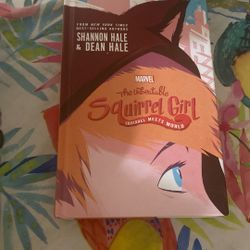 FROM NEW YORK TIMES
BEST-SELLING AUTHORS
SHANNON HALE
& DEAN HALE
MARVEL
The Unbeatable
Squirrel Girl
SQUIRREL MEETS WORLD